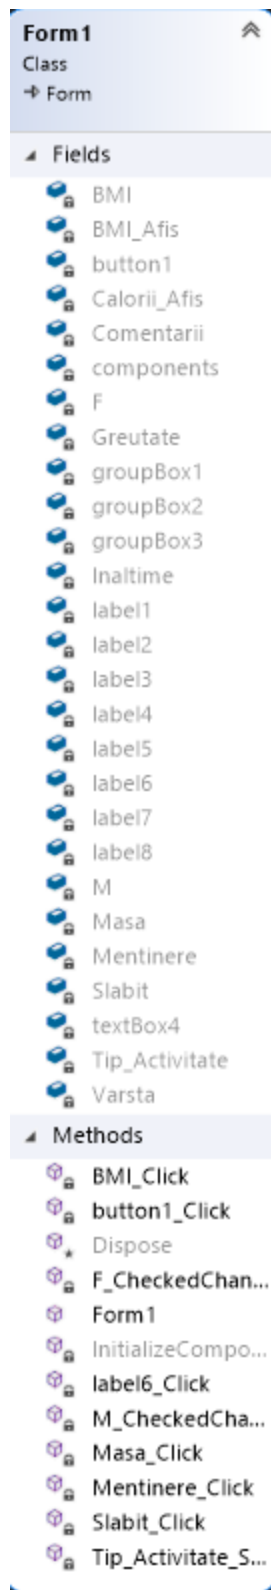 Form1
Class
Form
Fields
BMI
BMI_Afis
button1
Calorii_Afis
Comentarii
components
F
Greutate
groupBox1
groupBox2
groupBox3
Inaltime
label1
label2
label3
label4
label5
label6
label7
label8
M
Masa
Mentinere
Slabit
textBox4
Tip_Activitate
Varsta
Methods
BMI_Click
button1_Click
Dispose
F_CheckedChan...
Form1
InitializeCompo...
label6_Click
M_CheckedCha...
Masa_Click
Mentinere_Click
Slabit_Click
Tip_Activitate_S...